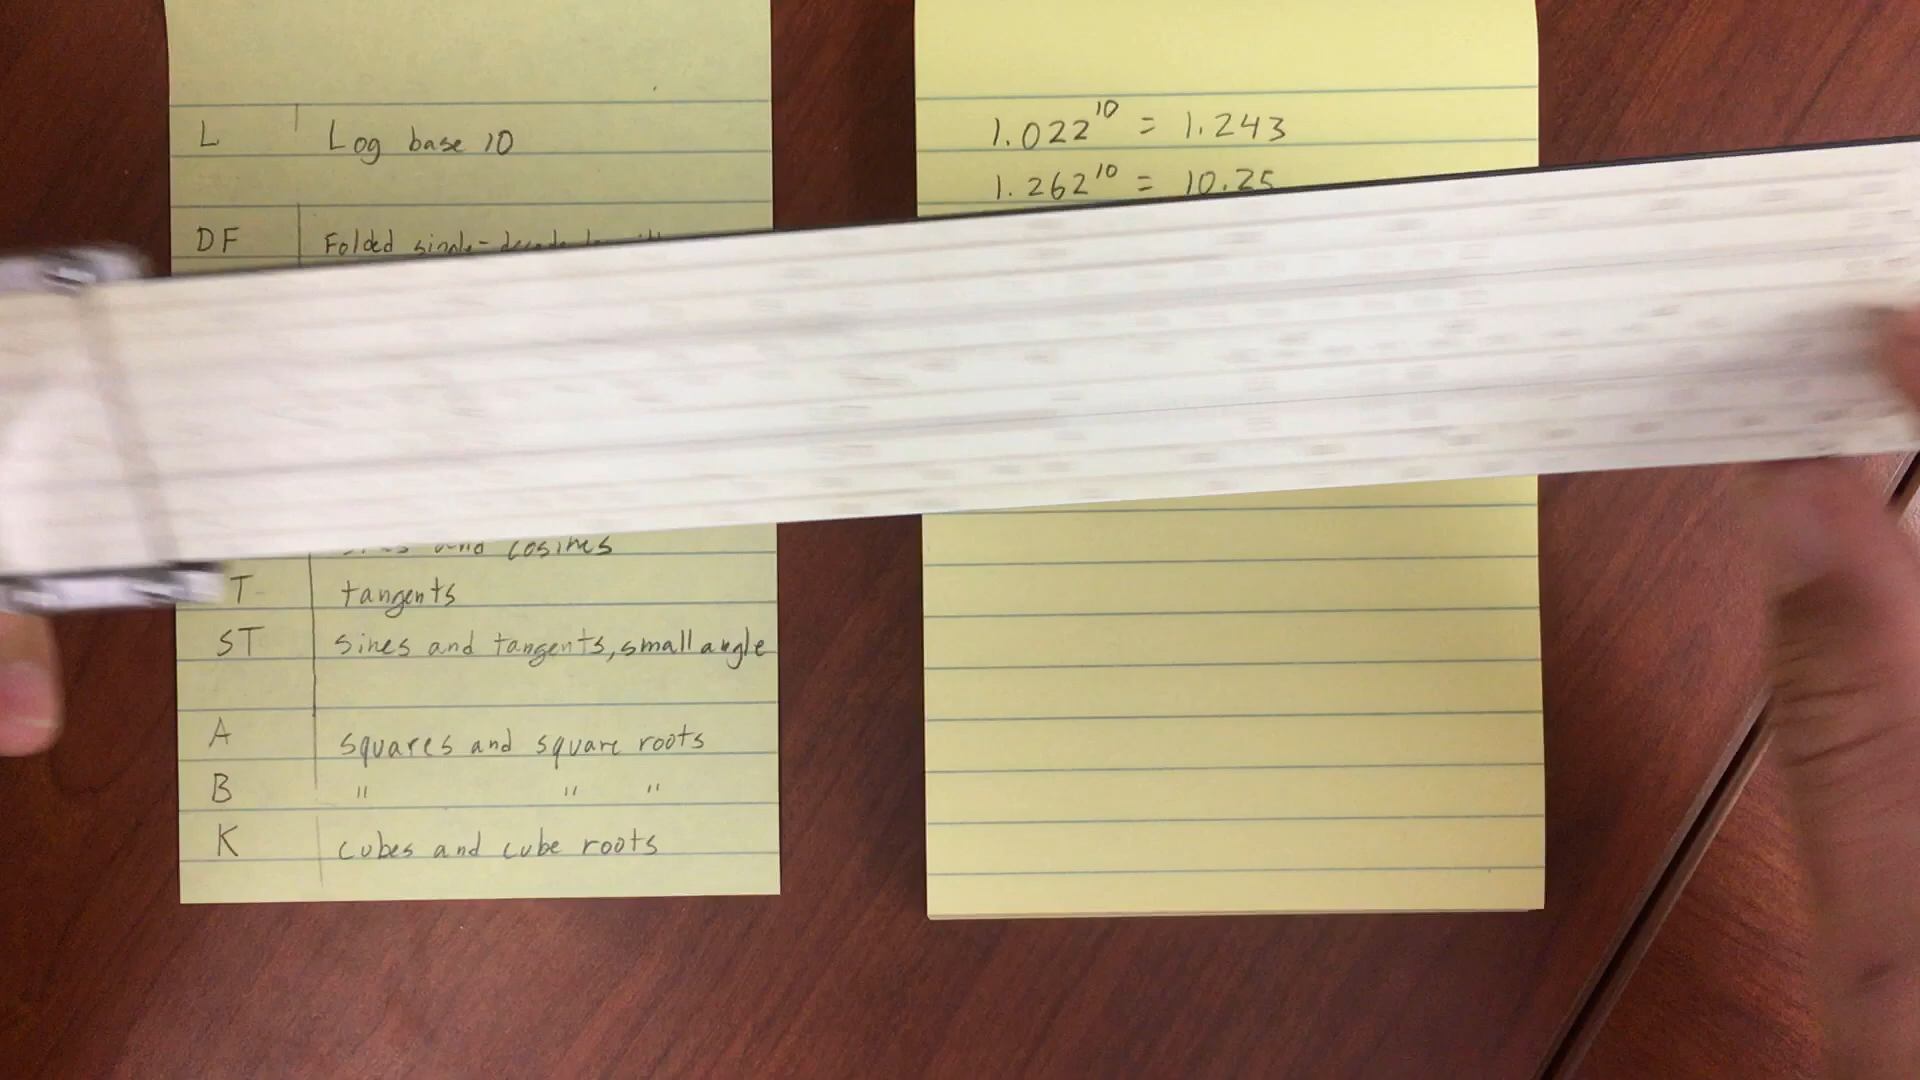 L Log base 10
DF Folded single-
cosines
T tangents
ST sines and tangents, small angle
A squares and square roots
B " " "
K cubes and cube roots
1.022^10 = 1.243
1.262^10 = 10.25